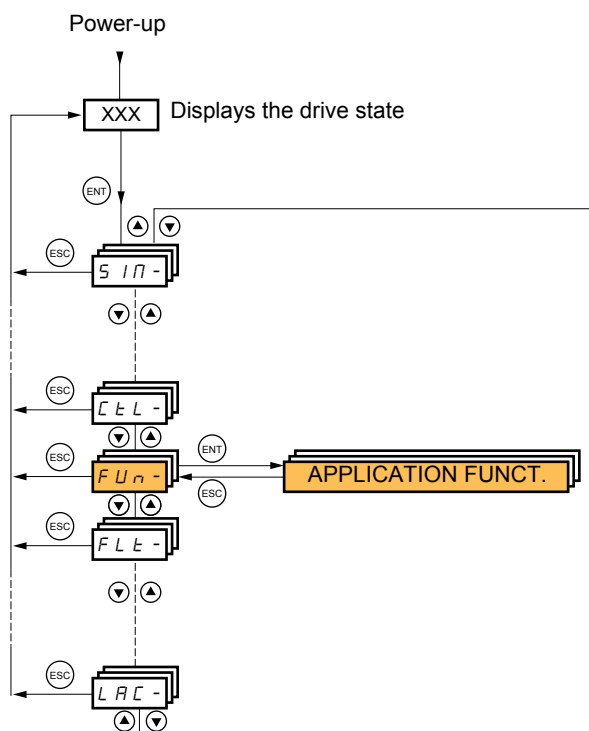 Power-up
XXX Displays the drive state
ENT
ESC
SIM-
ESC
CtL-
ESC
FUn-
ENT
ESC
APPLICATION FUNCT.
ESC
FLt-
ESC
LAC-